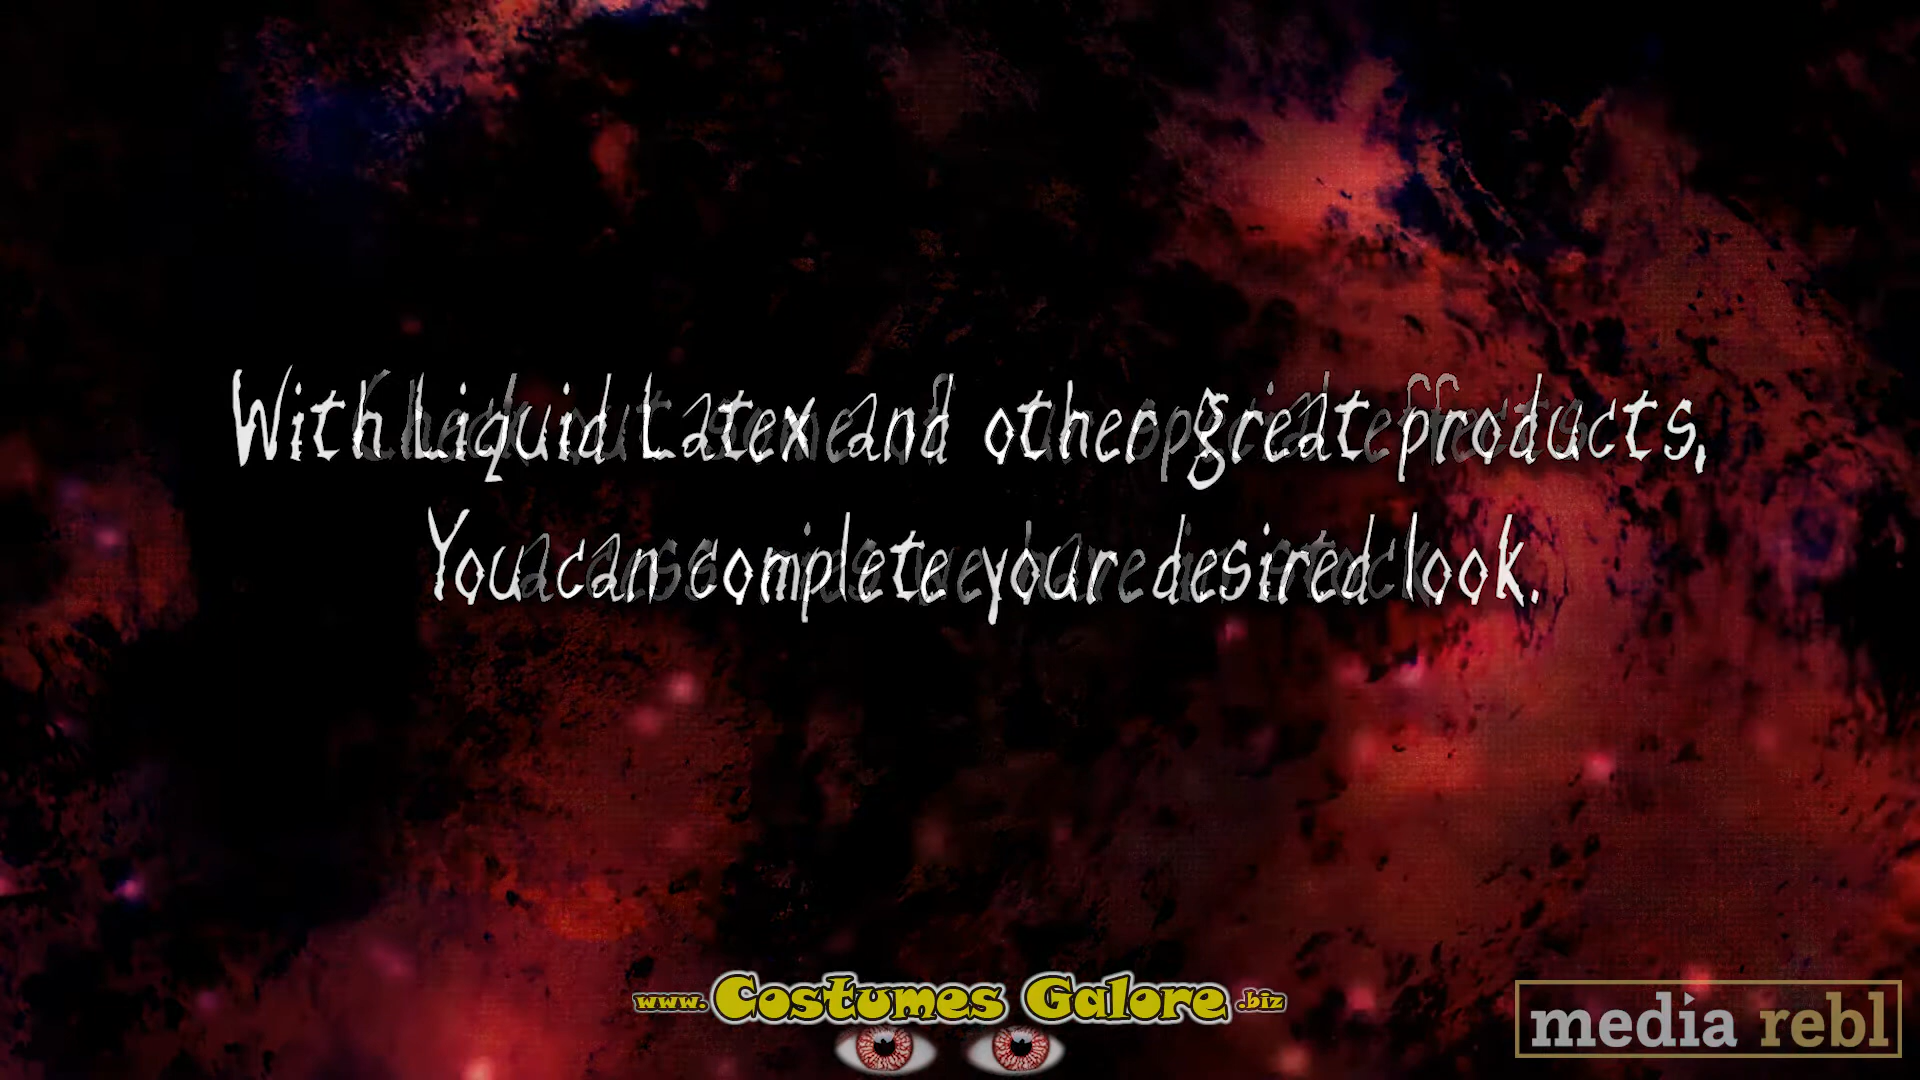 With Liquid Latex and other great products,
You can complete your desired look.
www.Costumes Galore.biz
media rebl